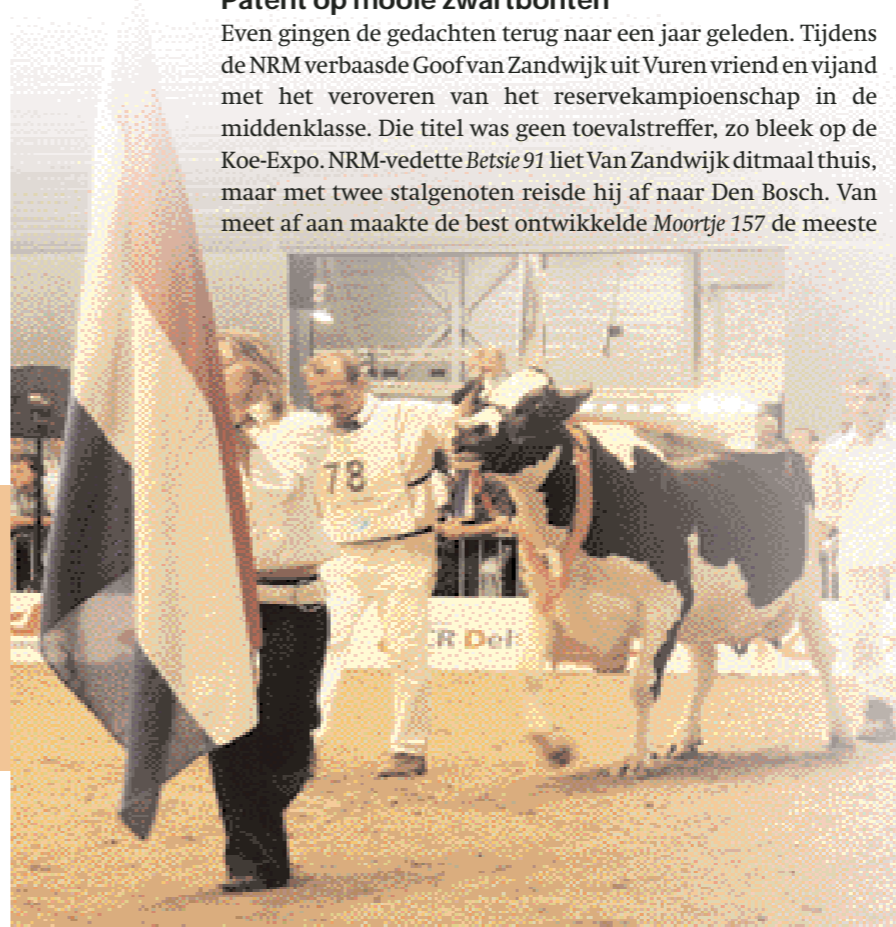 Patent op mooie zwartbonten
Even gingen de gedachten terug naar een jaar geleden. Tijdens
de NRM verbaasde Goof van Zandwijk uit Vuren vriend en vijand
met het veroveren van het reservekampioenschap in de
middenklasse. Die titel was geen toevalstreffer, zo bleek op de
Koe-Expo. NRM-vedette Betsie 91 liet Van Zandwijk ditmaal thuis,
maar met twee stalgenoten reisde hij af naar Den Bosch. Van
meet af aan maakte de best ontwikkelde Moortje 157 de meeste
78
CR Del